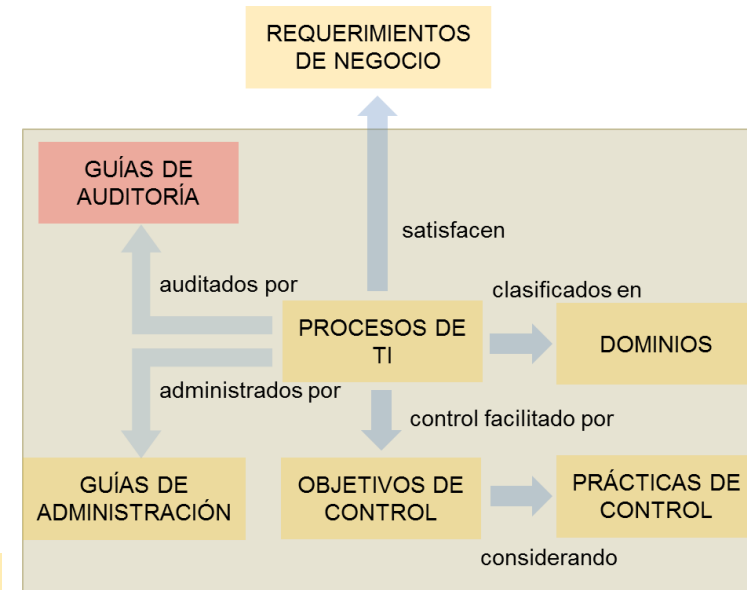 REQUERIMIENTOS
DE NEGOCIO
GUÍAS DE
AUDITORÍA
satisfacen
auditados por
clasificados en
PROCESOS DE
TI
DOMINIOS
administrados por
control facilitado por
GUÍAS DE
ADMINISTRACIÓN
OBJETIVOS DE
CONTROL
PRÁCTICAS DE
CONTROL
considerando